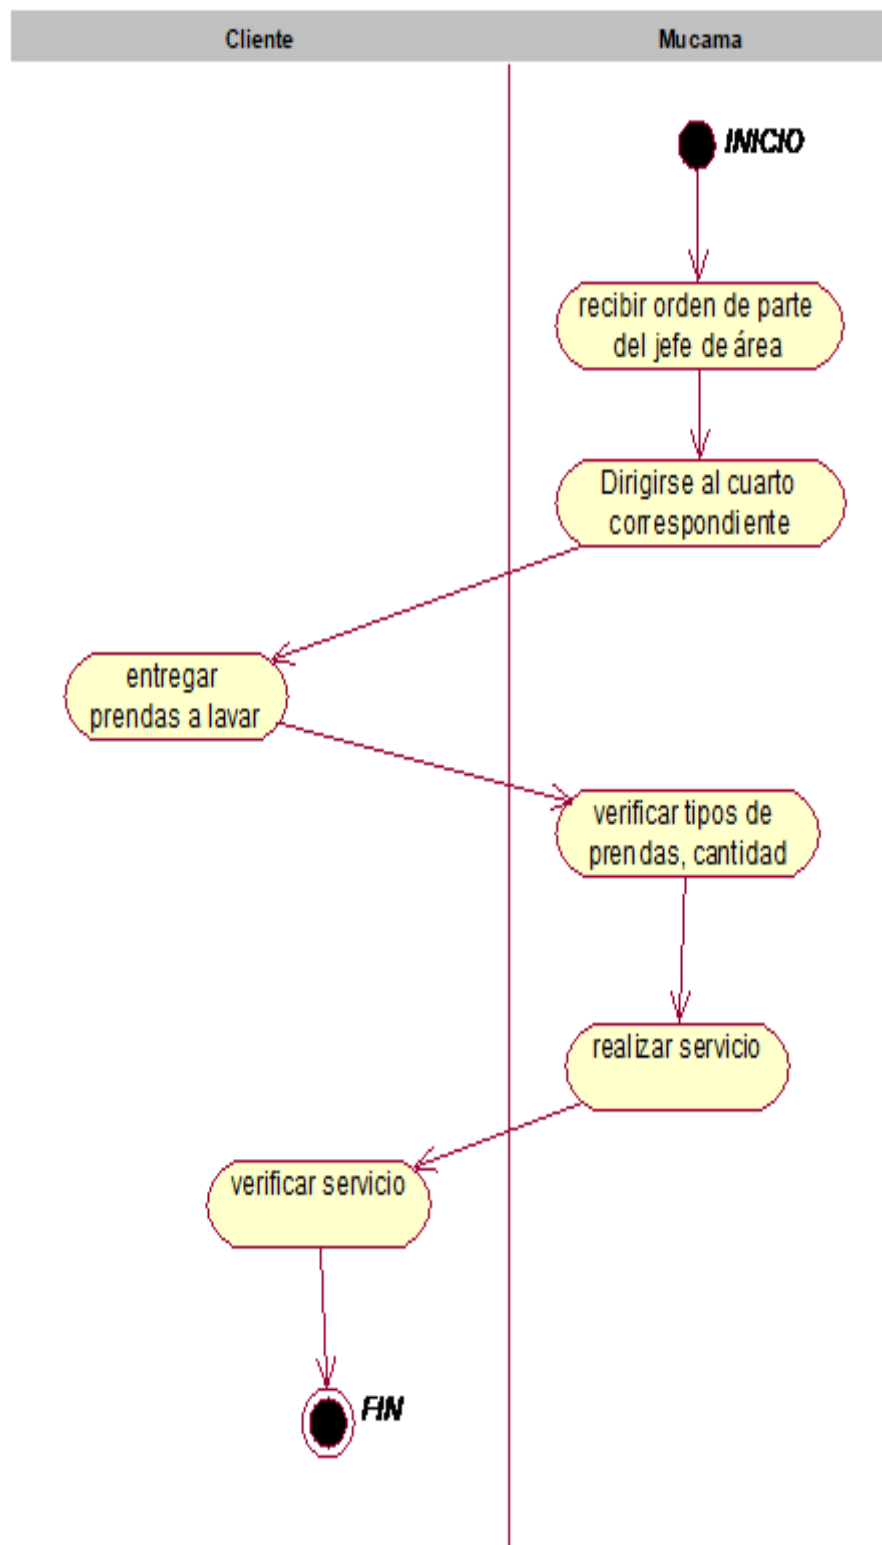 Cliente
Mucama
INICIO
recibir orden de parte
del jefe de área
Dirigirse al cuarto
correspondiente
entregar
prendas a lavar
verificar tipos de
prendas, cantidad
realizar servicio
verificar servicio
FIN